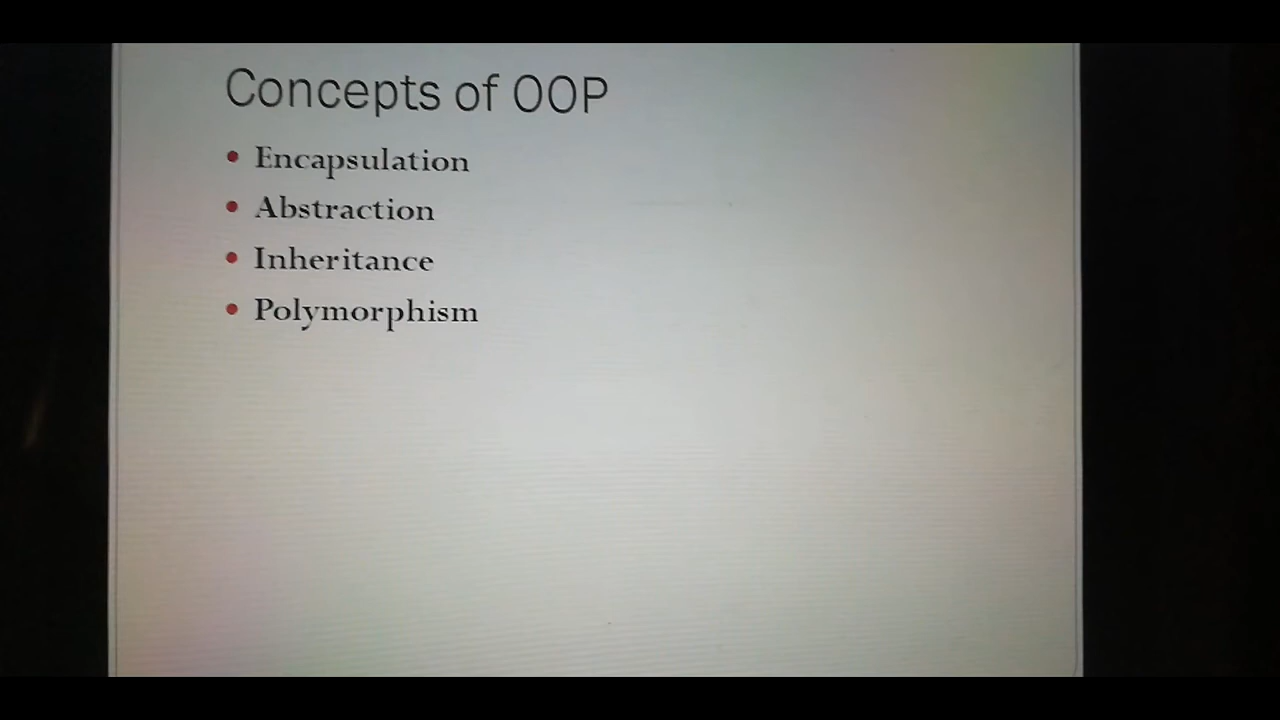 Concepts of OOP
• Encapsulation
• Abstraction
• Inheritance
• Polymorphism